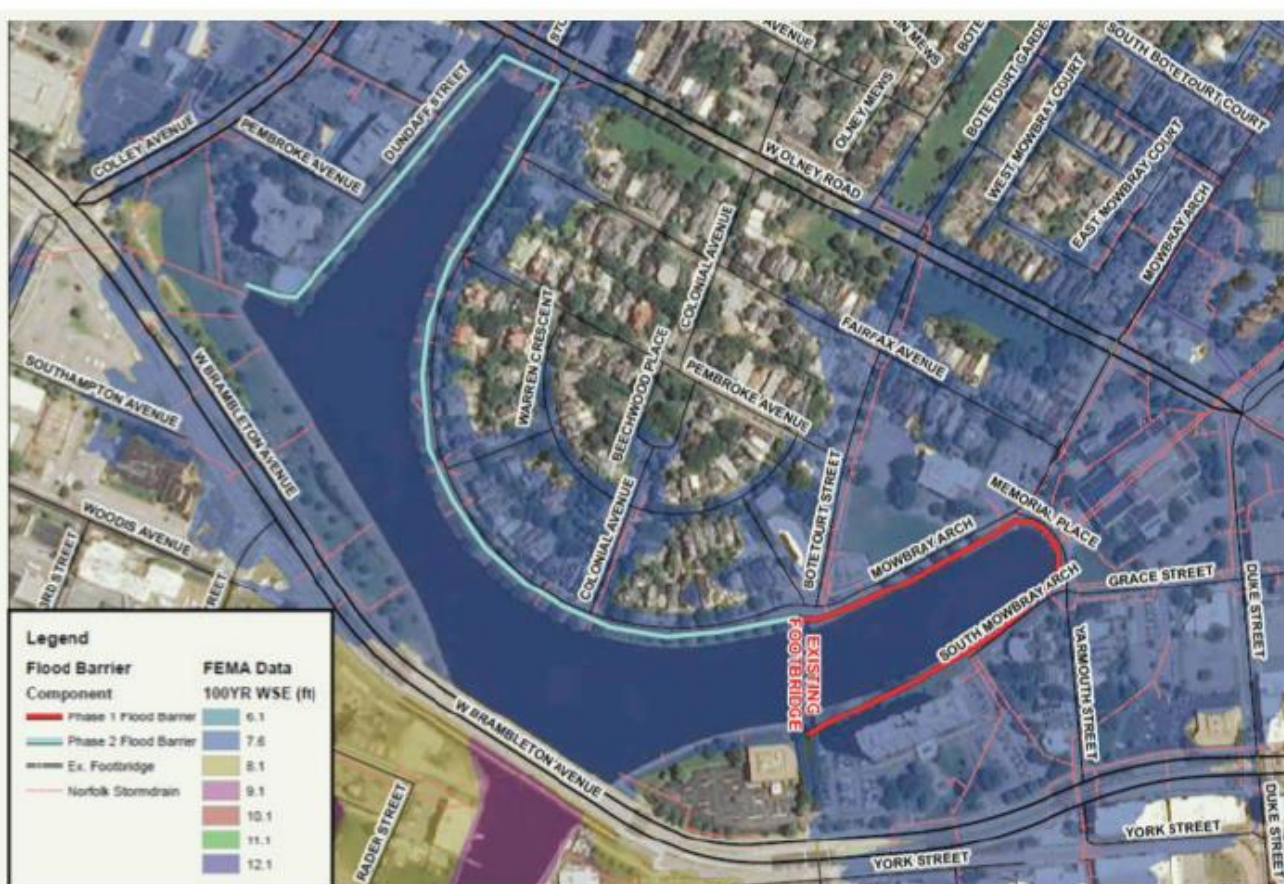 AVENUE
SOUTH BOTETOURT COURT
BOTETOURT GARDE
WEST MOWBRAY COURT
OLNEY MEWS
EAST MOWBRAY COURT
DUNDAFF STREET
COLLEY AVENUE
PEMBROKE AVENUE
W OLNEY ROAD
MOWBRAY ARCH
COLONIAL AVENUE
WARREN CRESCENT
BEECHWOOD PLACE
FAIRFAX AVENUE
PEMBROKE AVENUE
SOUTHAMPTON AVENUE
W BRAMBLETON AVENUE
WOODIS AVENUE
COLONIAL AVENUE
BOTETOURT STREET
MEMORIAL PLACE
MOWBRAY ARCH
SOUTH MOWBRAY ARCH
GRACE STREET
DUKE STREET
EXISTING
FOOTBRIDGE
YARMOUTH STREET
W BRAMBLETON AVENUE
RADER STREET
YORK STREET
YORK STREET
DUKE STREET
Legend
Flood Barrier
Component
Phase 1 Flood Barrier
Phase 2 Flood Barrier
Ex. Footbridge
Norfolk Stormdrain
FEMA Data
100YR WSE (ft)
6.1
7.6
8.1
9.1
10.1
11.1
12.1